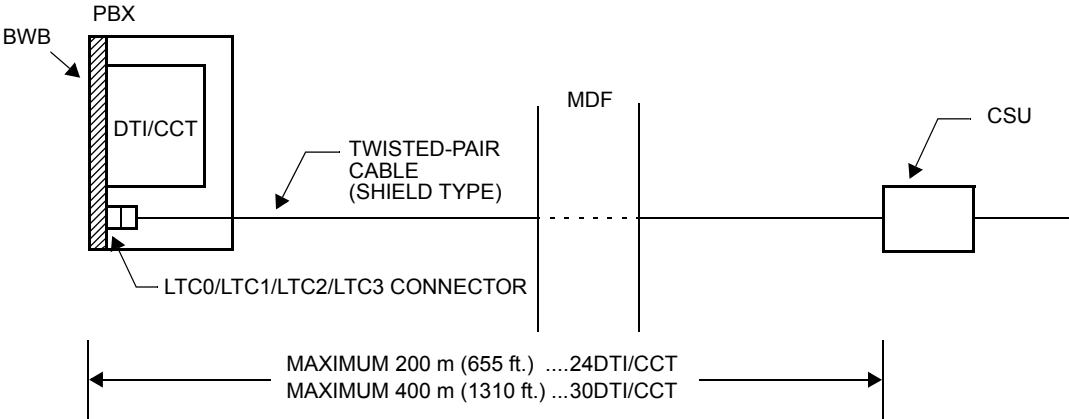 PBX
BWB
DTI/CCT
MDF
CSU
TWISTED-PAIR
CABLE
(SHIELD TYPE)
LTC0/LTC1/LTC2/LTC3 CONNECTOR
MAXIMUM 200 m (655 ft.) ....24DTI/CCT
MAXIMUM 400 m (1310 ft.) ...30DTI/CCT